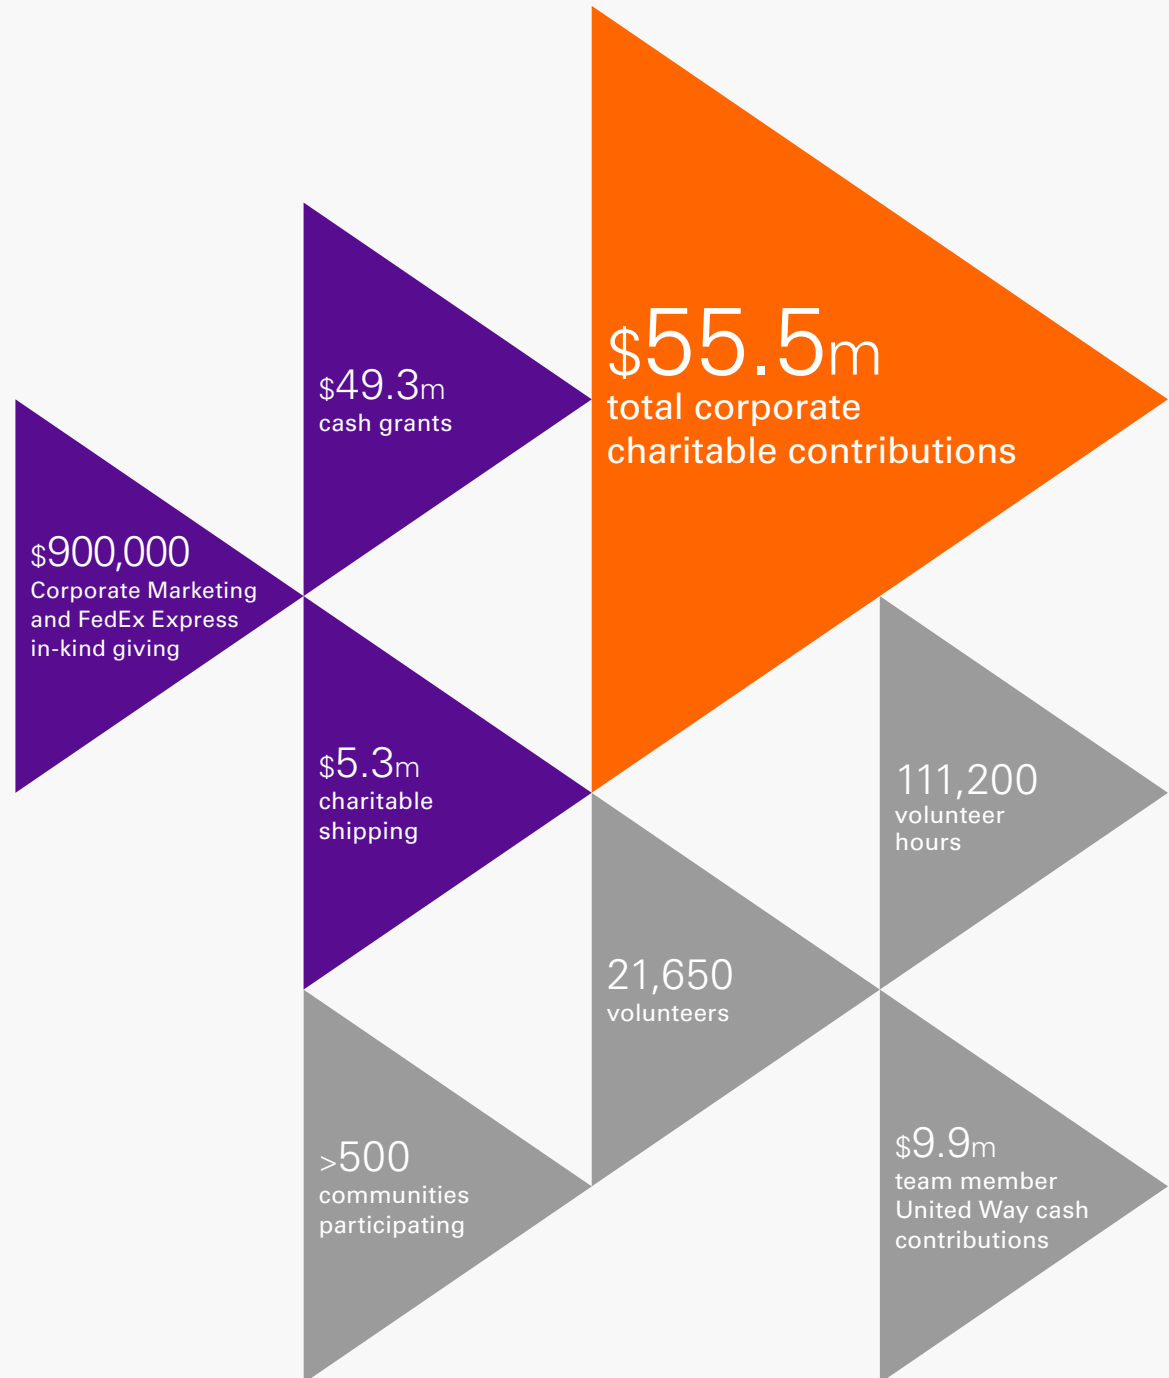 $55.5m
total corporate
charitable contributions
$49.3m
cash grants
$900,000
Corporate Marketing
and FedEx Express
in-kind giving
$5.3m
charitable
shipping
111,200
volunteer
hours
21,650
volunteers
>500
communities
participating
$9.9m
team member
United Way cash
contributions